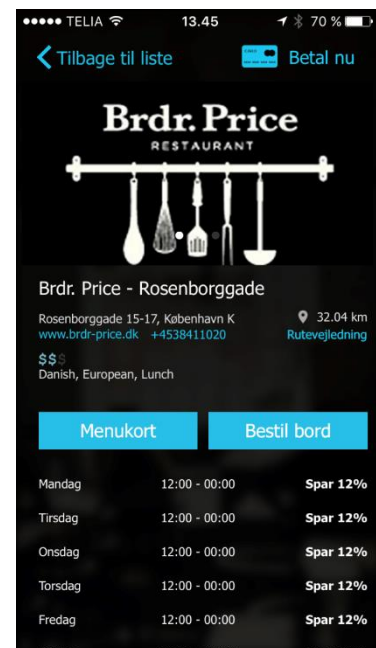 TELIA 13.45 70 %
Tilbage til liste Betal nu
Brdr. Price
RESTAURANT
Brdr. Price - Rosenborggade
Rosenborggade 15-17, København K 32.04 km
www.brdr-price.dk +4538411020 Rutevejledning
$$$
Danish, European, Lunch
Menukort Bestil bord
Mandag 12:00 - 00:00 Spar 12%
Tirsdag 12:00 - 00:00 Spar 12%
Onsdag 12:00 - 00:00 Spar 12%
Torsdag 12:00 - 00:00 Spar 12%
Fredag 12:00 - 00:00 Spar 12%